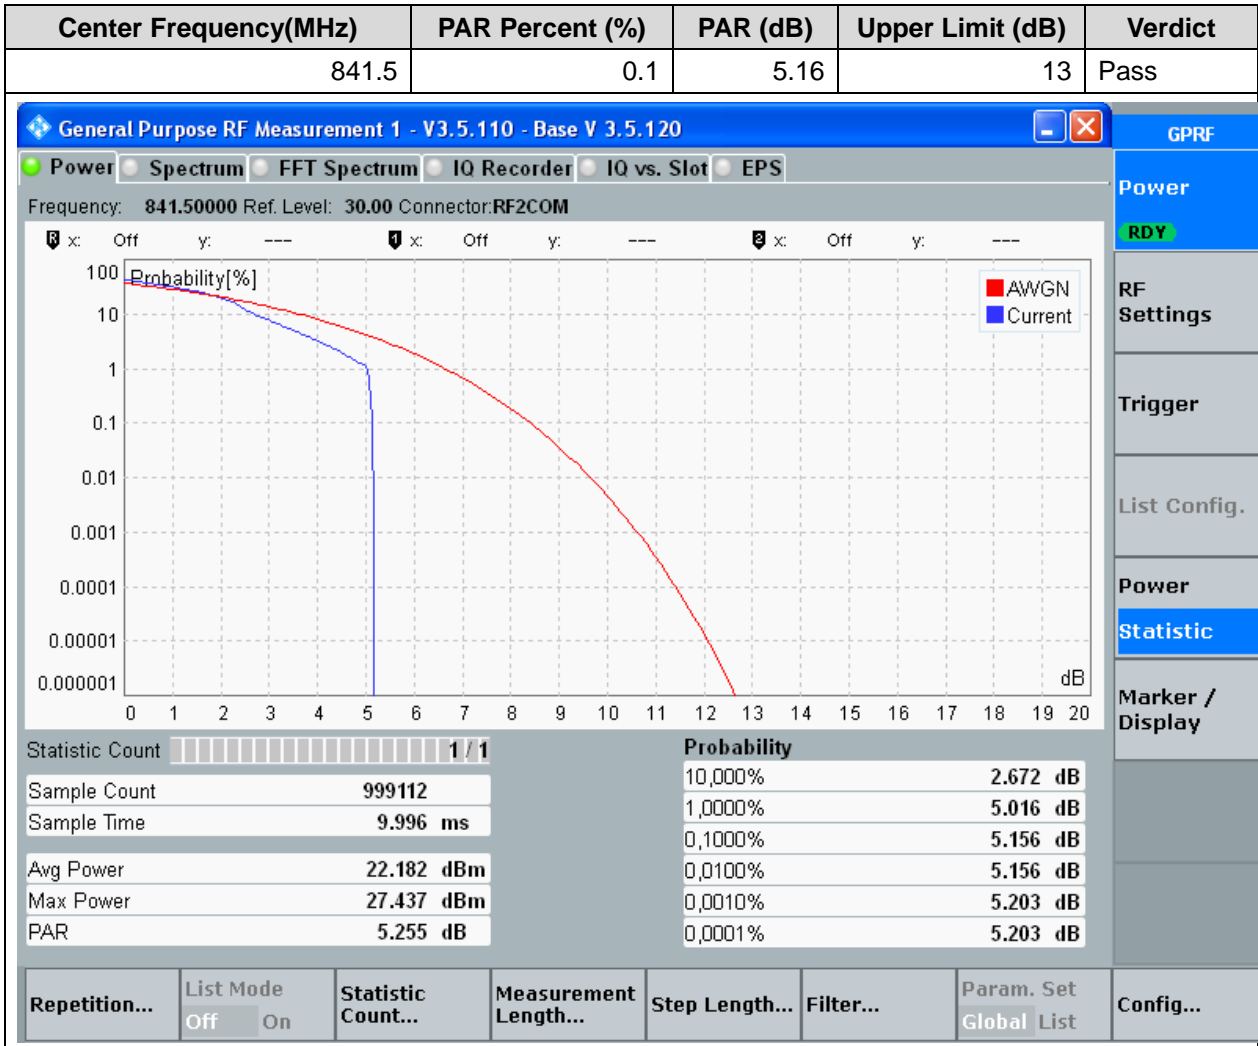 Center Frequency(MHz) PAR Percent (%) PAR (dB) Upper Limit (dB) Verdict
841.5 0.1 5.16 13 Pass
General Purpose RF Measurement 1 - V3.5.110 - Base V 3.5.120
GPRF
Power Spectrum FFT Spectrum IQ Recorder IQ vs. Slot EPS
Frequency: 841.50000 Ref. Level: 30.00 Connector:RF2COM
R x: Off y: --- 1 x: Off y: --- 2 x: Off y: ---
Probability[%]
AWGN
Current
100
10
1
0.1
0.01
0.001
0.0001
0.00001
0.000001
dB
0 1 2 3 4 5 6 7 8 9 10 11 12 13 14 15 16 17 18 19 20
Statistic Count 1 / 1
Sample Count 999112
Sample Time 9.996 ms
Avg Power 22.182 dBm
Max Power 27.437 dBm
PAR 5.255 dB
Probability
10,000% 2.672 dB
1,0000% 5.016 dB
0,1000% 5.156 dB
0,0100% 5.156 dB
0,0010% 5.203 dB
0,0001% 5.203 dB
Power
RDY
RF
Settings
Trigger
List Config.
Power
Statistic
Marker /
Display
Repetition...
List Mode
Off On
Statistic
Count...
Measurement
Length...
Step Length...
Filter...
Param. Set
Global List
Config...